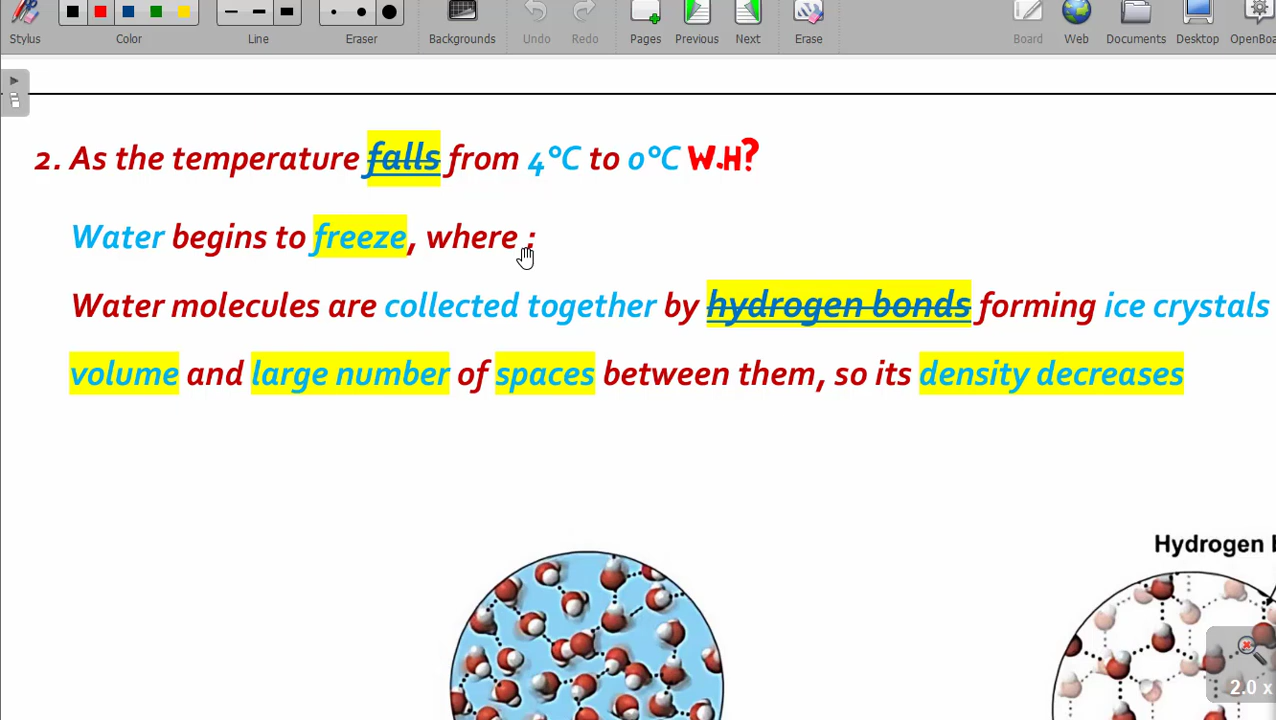 Stylus Color Line Eraser Backgrounds Undo Redo Pages Previous Next Erase Board Web Documents Desktop OpenBoa
2. As the temperature falls from 4°C to 0°C W.H?
Water begins to freeze, where :
Water molecules are collected together by hydrogen bonds forming ice crystals
volume and large number of spaces between them, so its density decreases
Hydrogen b
2.0 x